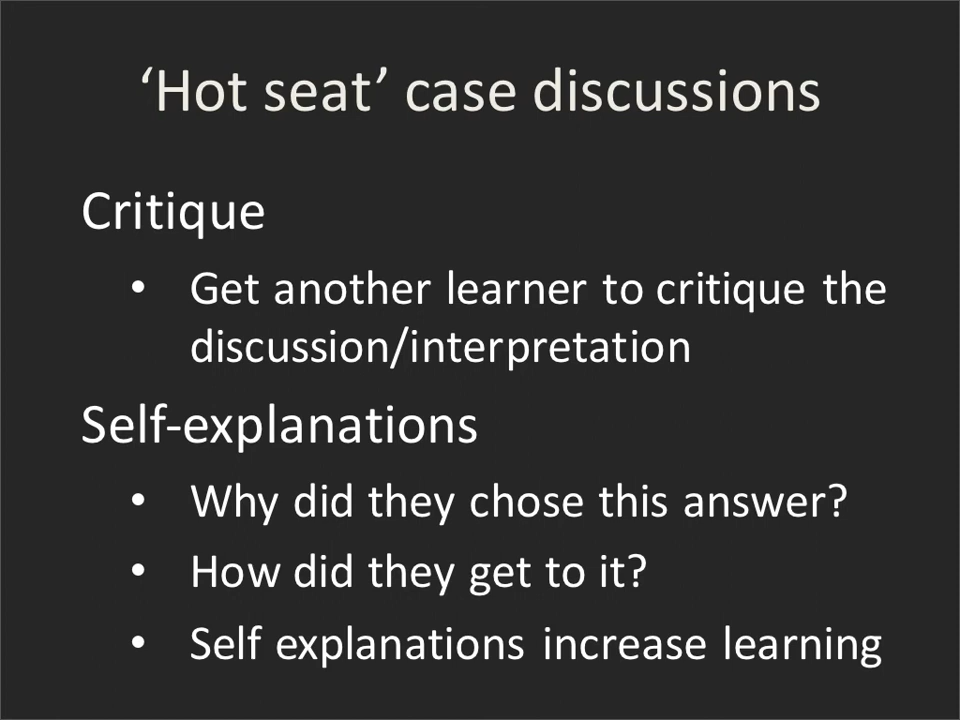 ‘Hot seat’ case discussions
Critique
• Get another learner to critique the
discussion/interpretation
Self-explanations
• Why did they chose this answer?
• How did they get to it?
• Self explanations increase learning